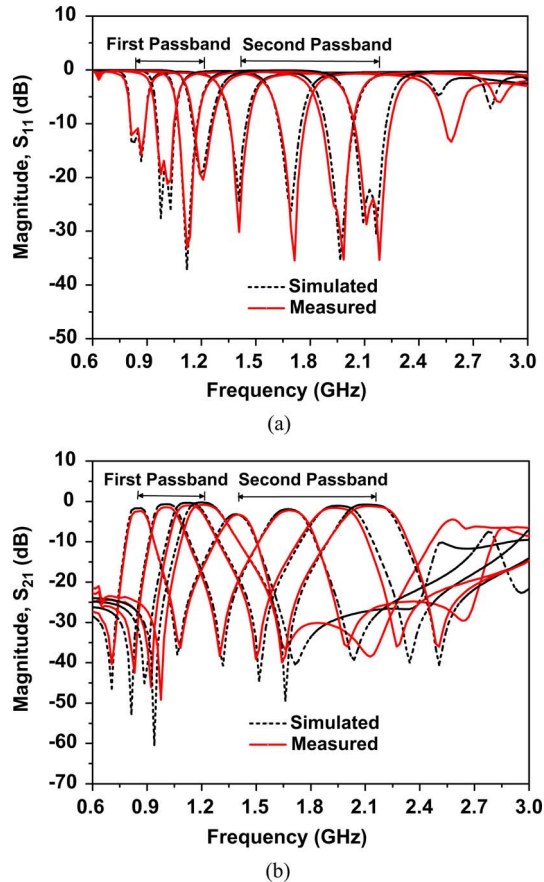 (a)
First Passband Second Passband
10
0
-10
-20
-30
-40
-50
Magnitude, S11 (dB)
Simulated
Measured
0.6 0.9 1.2 1.5 1.8 2.1 2.4 2.7 3.0
Frequency (GHz)
(a)
10
0
-10
-20
-30
-40
-50
-60
-70
Magnitude, S21 (dB)
First Passband Second Passband
Simulated
Measured
0.6 0.9 1.2 1.5 1.8 2.1 2.4 2.7 3.0
Frequency (GHz)
(b)